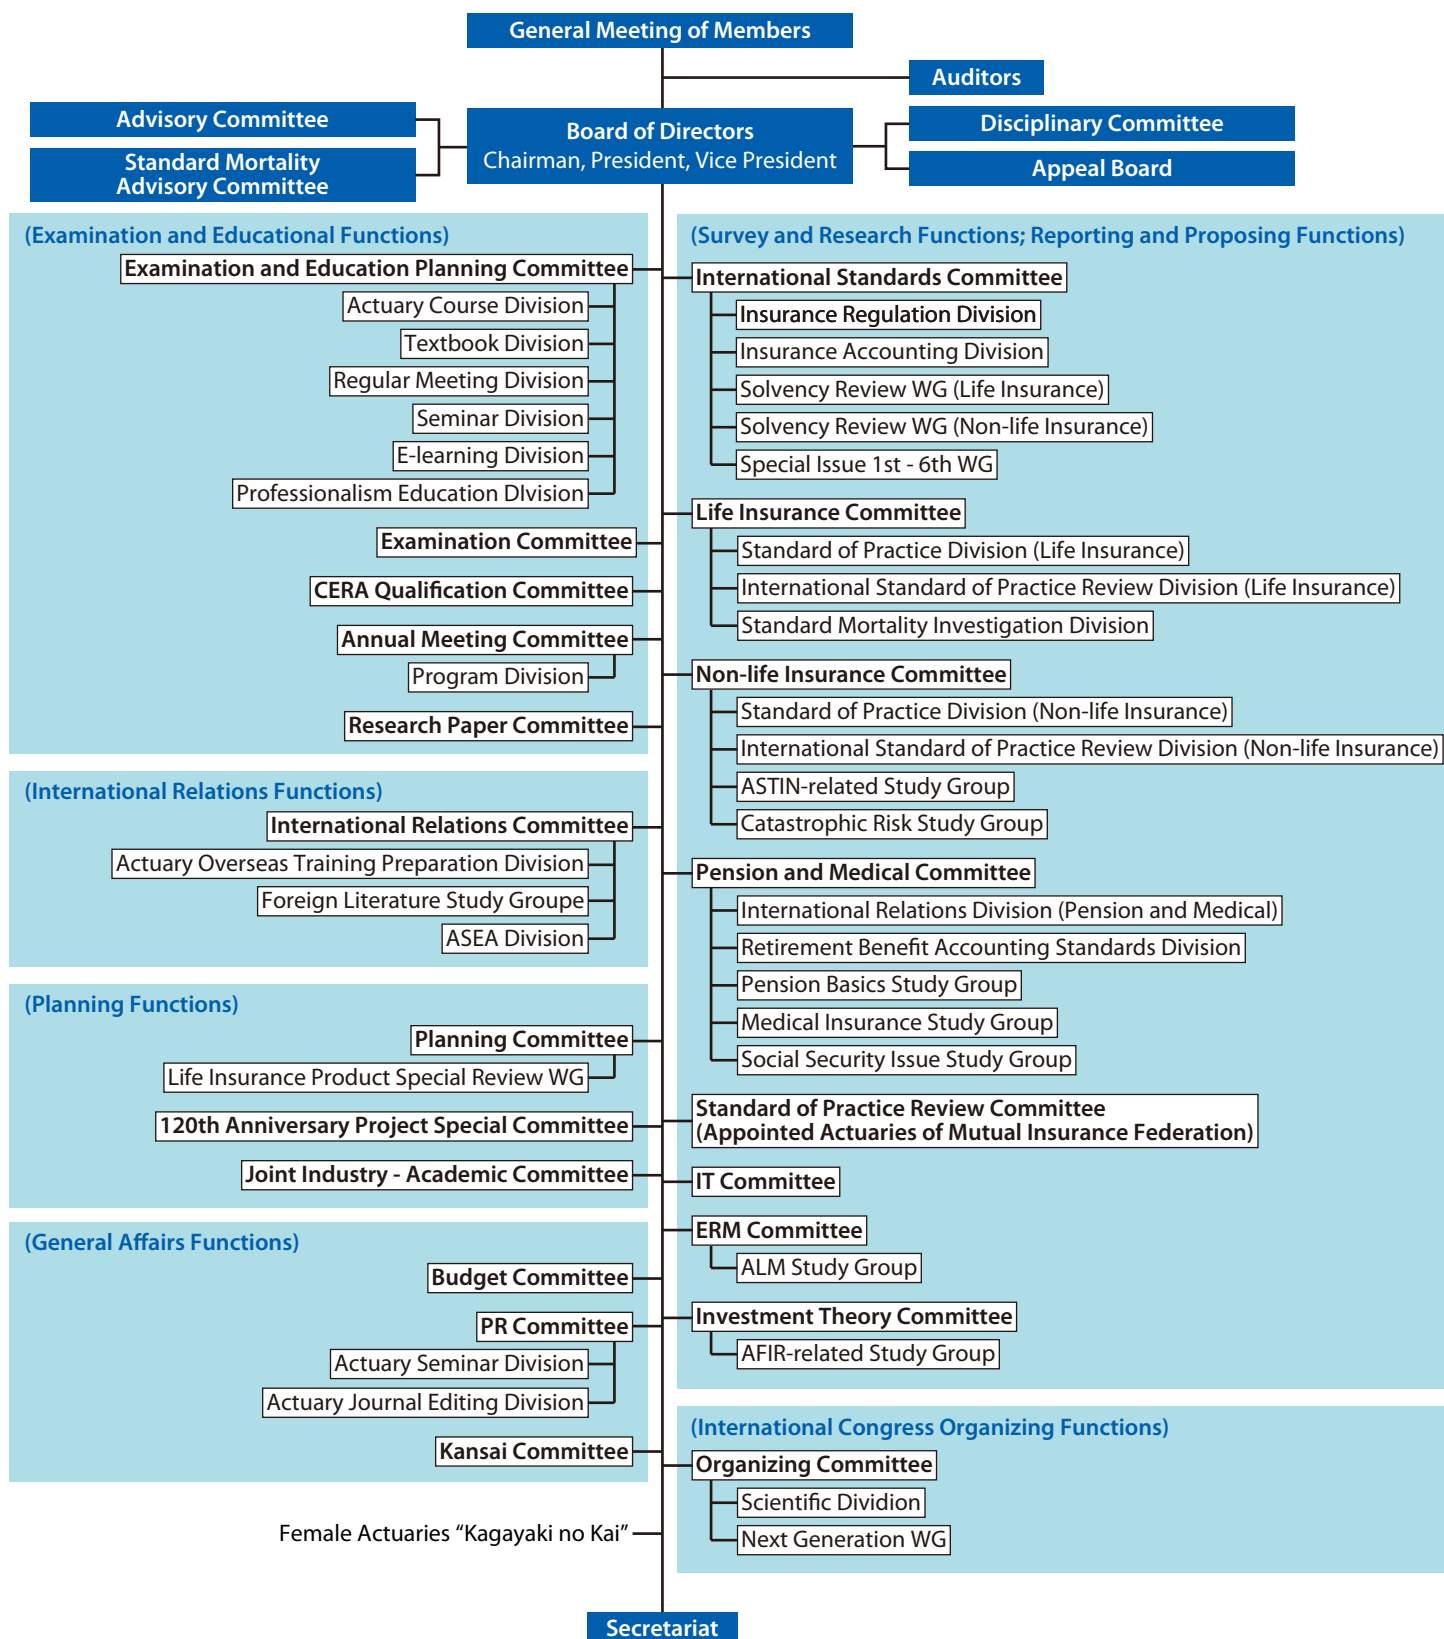 General Meeting of Members
Auditors
Advisory Committee
Standard Mortality
Advisory Committee
Board of Directors
Chairman, President, Vice President
Disciplinary Committee
Appeal Board
(Examination and Educational Functions)
Examination and Education Planning Committee
Actuary Course Division
Textbook Division
Regular Meeting Division
Seminar Division
E-learning Division
Professionalism Education DIvision
Examination Committee
CERA Qualification Committee
Annual Meeting Committee
Program Division
Research Paper Committee
(International Relations Functions)
International Relations Committee
Actuary Overseas Training Preparation Division
Foreign Literature Study Groupe
ASEA Division
(Planning Functions)
Planning Committee
Life Insurance Product Special Review WG
120th Anniversary Project Special Committee
Joint Industry - Academic Committee
(General Affairs Functions)
Budget Committee
PR Committee
Actuary Seminar Division
Actuary Journal Editing Division
Kansai Committee
Female Actuaries “Kagayaki no Kai”
(Survey and Research Functions; Reporting and Proposing Functions)
International Standards Committee
Insurance Regulation Division
Insurance Accounting Division
Solvency Review WG (Life Insurance)
Solvency Review WG (Non-life Insurance)
Special Issue 1st - 6th WG
Life Insurance Committee
Standard of Practice Division (Life Insurance)
International Standard of Practice Review Division (Life Insurance)
Standard Mortality Investigation Division
Non-life Insurance Committee
Standard of Practice Division (Non-life Insurance)
International Standard of Practice Review Division (Non-life Insurance)
ASTIN-related Study Group
Catastrophic Risk Study Group
Pension and Medical Committee
International Relations Division (Pension and Medical)
Retirement Benefit Accounting Standards Division
Pension Basics Study Group
Medical Insurance Study Group
Social Security Issue Study Group
Standard of Practice Review Committee
(Appointed Actuaries of Mutual Insurance Federation)
IT Committee
ERM Committee
ALM Study Group
Investment Theory Committee
AFIR-related Study Group
(International Congress Organizing Functions)
Organizing Committee
Scientific Dividion
Next Generation WG
Secretariat